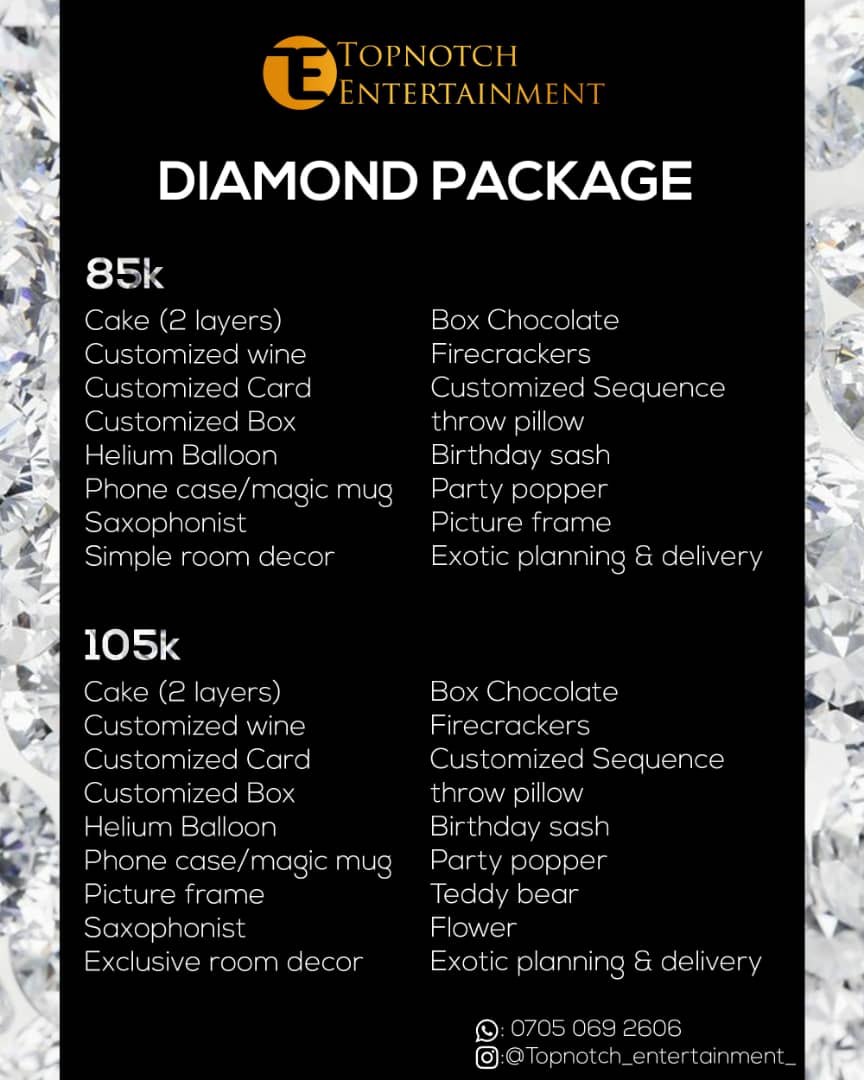 TE
TOPNOTCH
ENTERTAINMENT
DIAMOND PACKAGE
85k
Cake (2 layers)
Customized wine
Customized Card
Customized Box
Helium Balloon
Phone case/magic mug
Saxophonist
Simple room decor
Box Chocolate
Firecrackers
Customized Sequence
throw pillow
Birthday sash
Party popper
Picture frame
Exotic planning & delivery
105k
Cake (2 layers)
Customized wine
Customized Card
Customized Box
Helium Balloon
Phone case/magic mug
Picture frame
Saxophonist
Exclusive room decor
Box Chocolate
Firecrackers
Customized Sequence
throw pillow
Birthday sash
Party popper
Teddy bear
Flower
Exotic planning & delivery
: 0705 069 2606
:@Topnotch_entertainment_